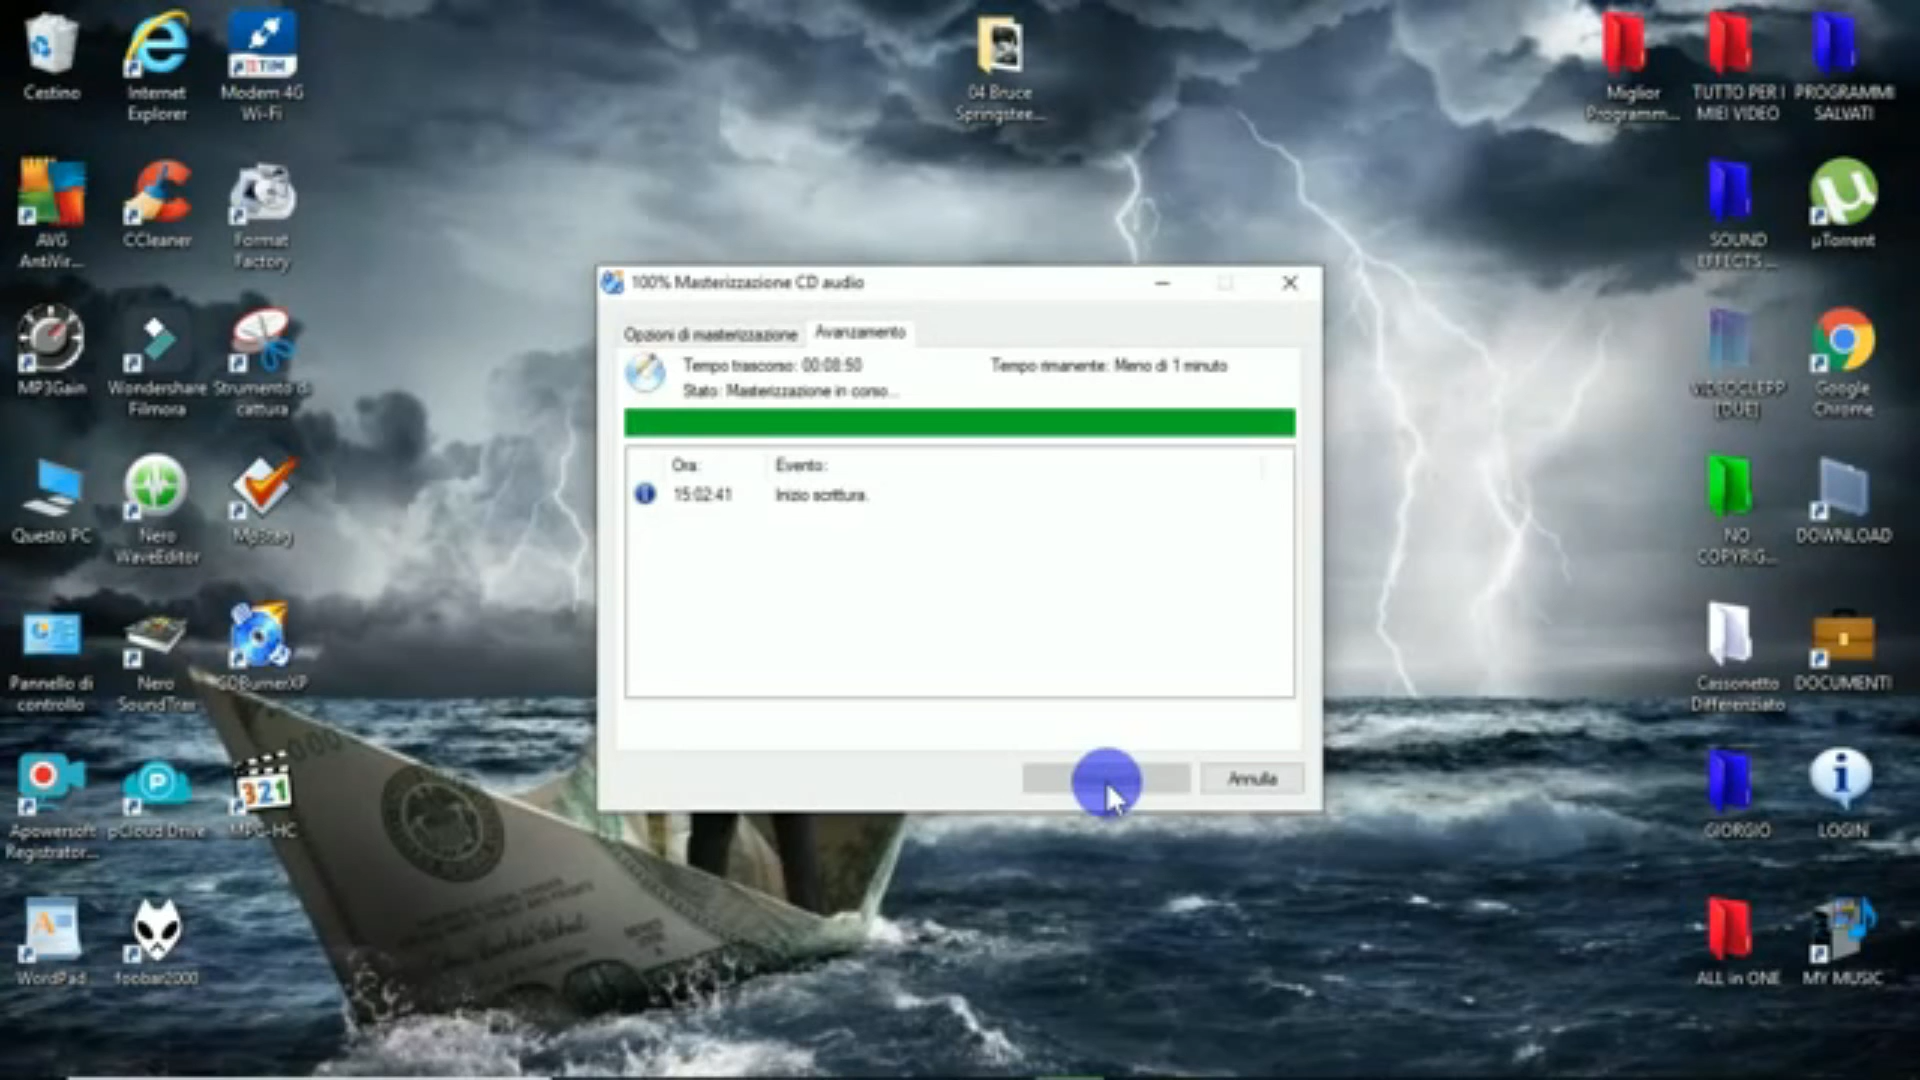 Cestino
Internet
Explorer
Modem 4G
Wi-Fi
TIM
04 Bruce
Springstee...
Miglior
Programm...
TUTTO PER I
MIEI VIDEO
PROGRAMMI
SALVATI
AVG
AntiVir...
CCleaner
Format
Factory
SOUND
EFFECTS ...
µTorrent
100% Masterizzazione CD audio
Opzioni di masterizzazione
Avanzamento
Tempo trascorso: 00:08:50
Tempo rimanente: Meno di 1 minuto
Stato: Masterizzazione in corso...
Ora:
Evento:
15:02:41
Inizio scrittura.
Annulla
MP3Gain
Wondershare
Filmora
Strumento di
cattura
VIDEOCLEPP
[DUE]
Google
Chrome
Questo PC
Nero
WaveEditor
Mp3tag
NO
COPYRIG...
DOWNLOAD
Pannello di
controllo
Nero
SoundTrax
CDBurnerXP
Cassonetto
Differenziato
DOCUMENTI
Apowersoft
Registrator...
pCloud Drive
321
MPC-HC
GIORGIO
LOGIN
WordPad
foobar2000
ALL in ONE
MY MUSIC